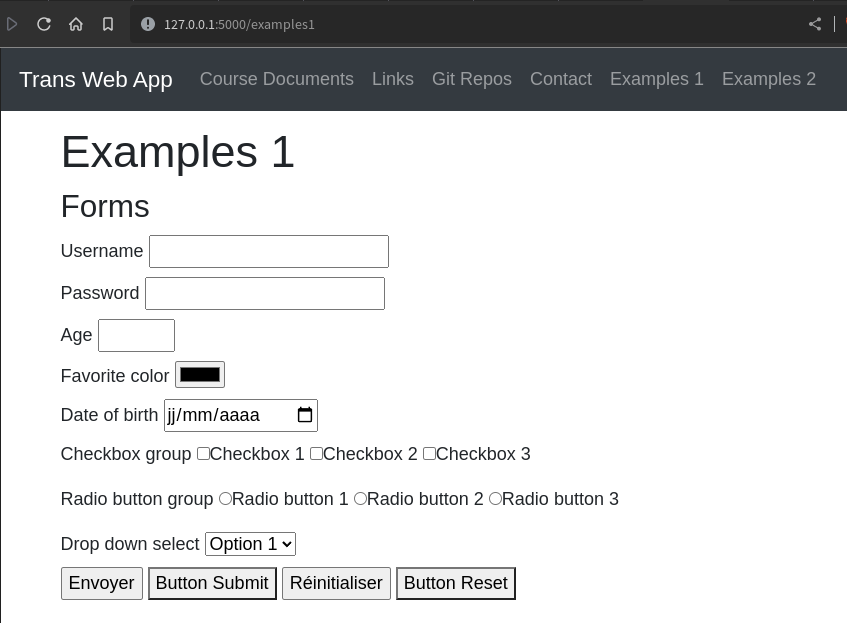 127.0.0.1:5000/examples1
Trans Web App Course Documents Links Git Repos Contact Examples 1 Examples 2
Examples 1
Forms
Username
Password
Age
Favorite color
Date of birth jj/mm/aaaa
Checkbox group Checkbox 1 Checkbox 2 Checkbox 3
Radio button group Radio button 1 Radio button 2 Radio button 3
Drop down select Option 1
Envoyer Button Submit Réinitialiser Button Reset